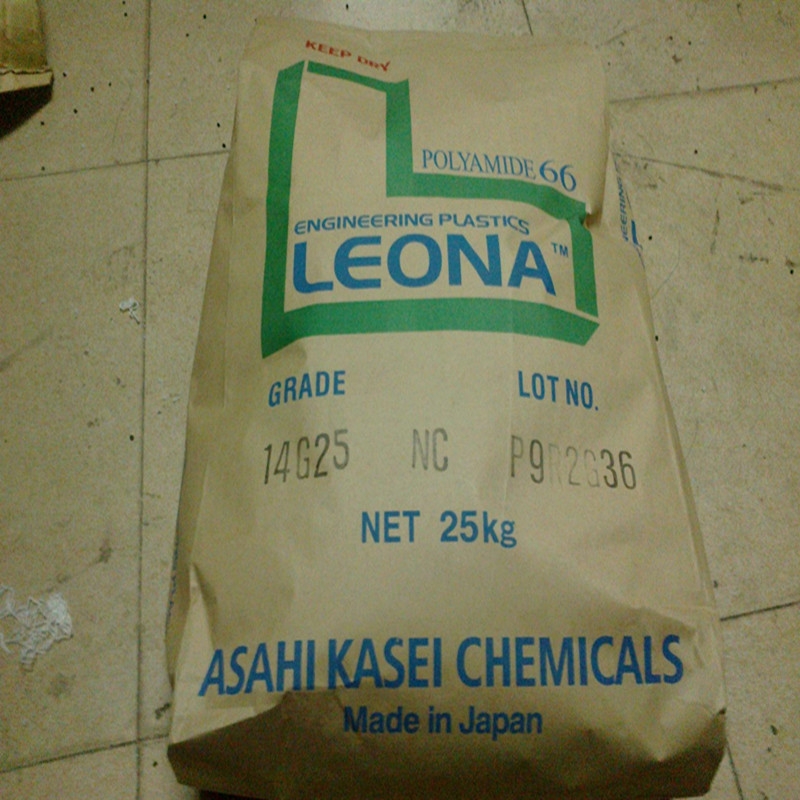 KEEP DRY
POLYAMIDE 66
ENGINEERING PLASTICS
LEONA™
GRADE LOT NO.
14G25 NC P9R2G36
NET 25kg
ASAHI KASEI CHEMICALS
Made in Japan